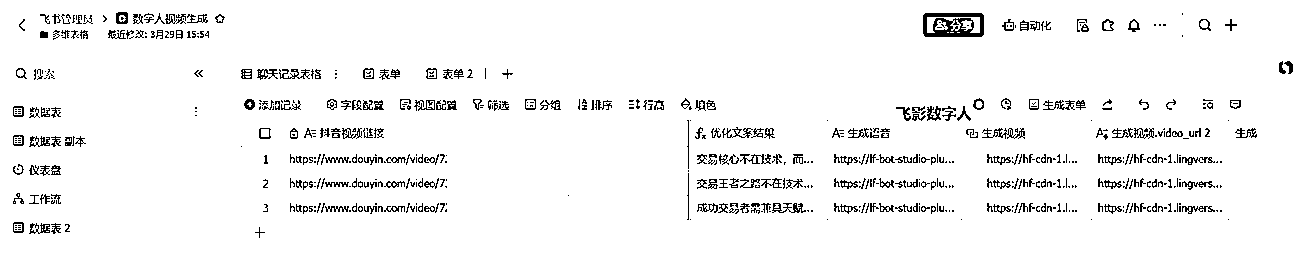 飞书管理员 > 数字人视频生成
多维表格 最近修改: 3月29日 15:54
分享 自动化
搜索
聊天记录表格 表单 表单 2
添加记录 字段配置 视图配置 筛选 分组 排序 行高 填色 生成表单
飞影数字人
数据表
数据表 副本
仪表盘
工作流
数据表 2
抖音视频链接 优化文案结果 生成语音 生成视频 生成视频.video_url 2 生成
1 https://www.douyin.com/video/7 交易核心不在技术，而... https://lf-bot-studio-plu... https://hf-cdn-1.l... https://hf-cdn-1.lingvers...
2 https://www.douyin.com/video/7 交易王者之路不在技术... https://lf-bot-studio-plu... https://hf-cdn-1.l... https://hf-cdn-1.lingvers...
3 https://www.douyin.com/video/7 成功交易者需兼具天赋... https://lf-bot-studio-plu... https://hf-cdn-1.l... https://hf-cdn-1.lingvers...